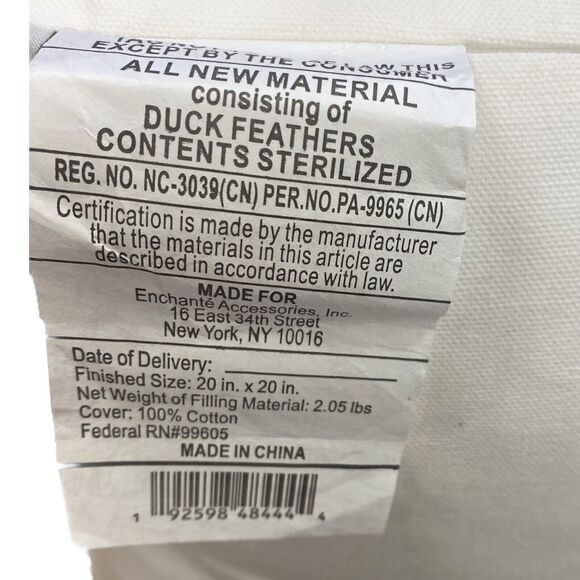 EXCEPT BY THE CONSUMER
ALL NEW MATERIAL
consisting of
DUCK FEATHERS
CONTENTS STERILIZED
REG. NO. NC-3039(CN) PER.NO.PA-9965 (CN)
Certification is made by the manufacturer
that the materials in this article are
described in accordance with law.
MADE FOR
Enchanté Accessories, Inc.
16 East 34th Street
New York, NY 10016
Date of Delivery:
Finished Size: 20 in. x 20 in.
Net Weight of Filling Material: 2.05 lbs
Cover: 100% Cotton
Federal RN#99605
MADE IN CHINA
1 92598 48444 4